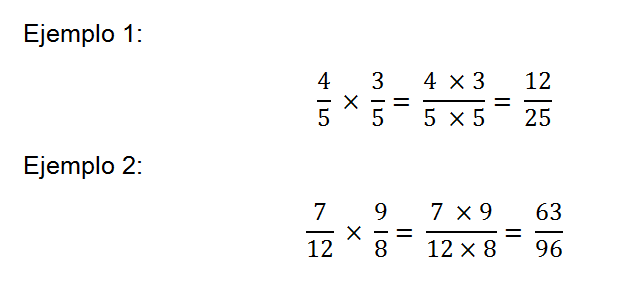 Ejemplo 1:
4/5 × 3/5 = (4 × 3)/(5 × 5) = 12/25
Ejemplo 2:
7/12 × 9/8 = (7 × 9)/(12 × 8) = 63/96